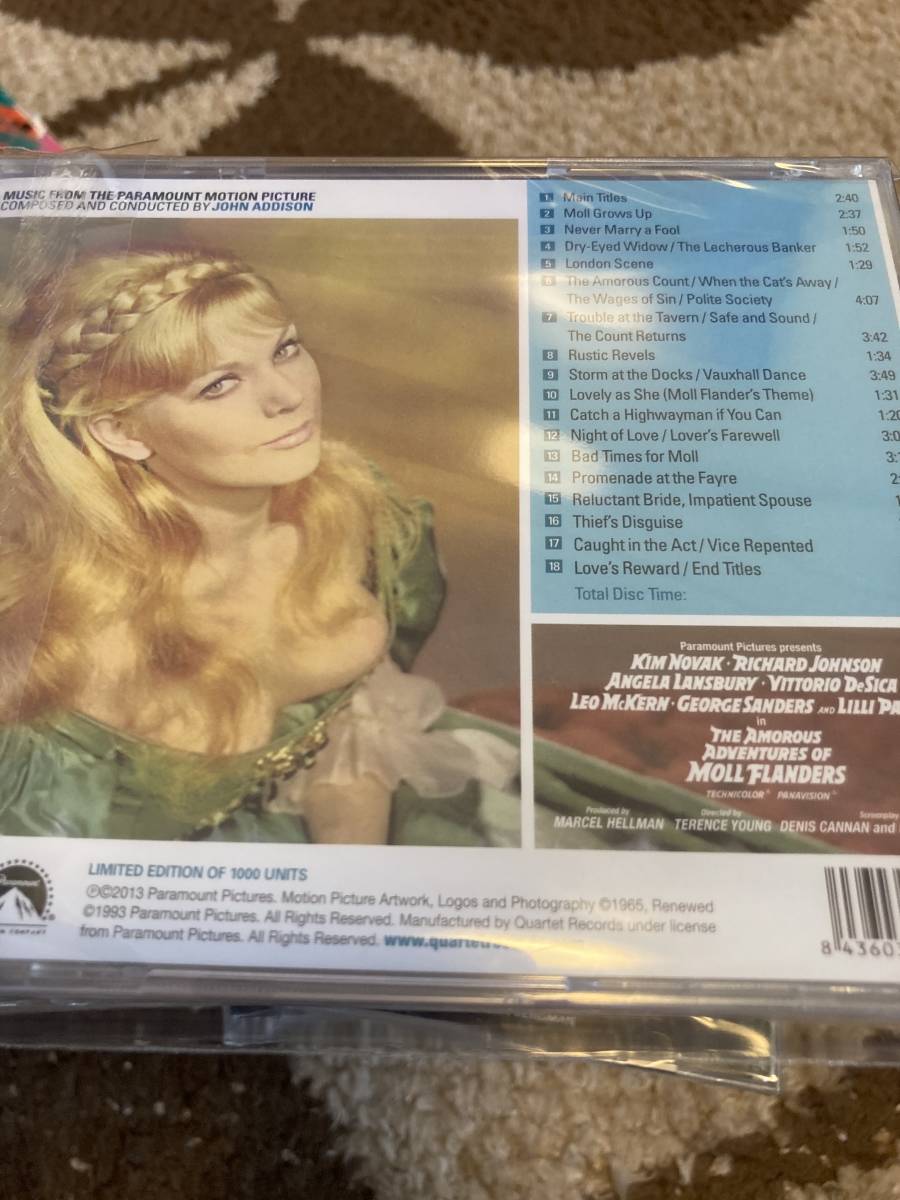 MUSIC FROM THE PARAMOUNT MOTION PICTURE
COMPOSED AND CONDUCTED BY JOHN ADDISON
1 Main Titles 2:40
2 Moll Grows Up 2:37
3 Never Marry a Fool 1:50
4 Dry-Eyed Widow / The Lecherous Banker 1:52
5 London Scene 1:29
6 The Amorous Count / When the Cat's Away /
The Wages of Sin / Polite Society 4:07
7 Trouble at the Tavern / Safe and Sound /
The Count Returns 3:42
8 Rustic Revels 1:34
9 Storm at the Docks / Vauxhall Dance 3:49
10 Lovely as She (Moll Flander's Theme) 1:31
11 Catch a Highwayman if You Can
12 Night of Love / Lover's Farewell
13 Bad Times for Moll
14 Promenade at the Fayre
15 Reluctant Bride, Impatient Spouse
16 Thief's Disguise
17 Caught in the Act / Vice Repented
18 Love's Reward / End Titles
Total Disc Time:
Paramount Pictures presents
KIM NOVAK · RICHARD JOHNSON
ANGELA LANSBURY · VITTORIO DeSICA
LEO McKERN · GEORGE SANDERS AND LILLI
in
THE AMOROUS
ADVENTURES OF
MOLL FLANDERS
TECHNICOLOR® PANAVISION®
Produced by Directed by Screenplay
MARCEL HELLMAN TERENCE YOUNG DENIS CANNAN and
Paramount
LIMITED EDITION OF 1000 UNITS
℗©2013 Paramount Pictures. Motion Picture Artwork, Logos and Photography ©1965, Renewed
©1993 Paramount Pictures. All Rights Reserved. Manufactured by Quartet Records under license
from Paramount Pictures. All Rights Reserved.
8 43603